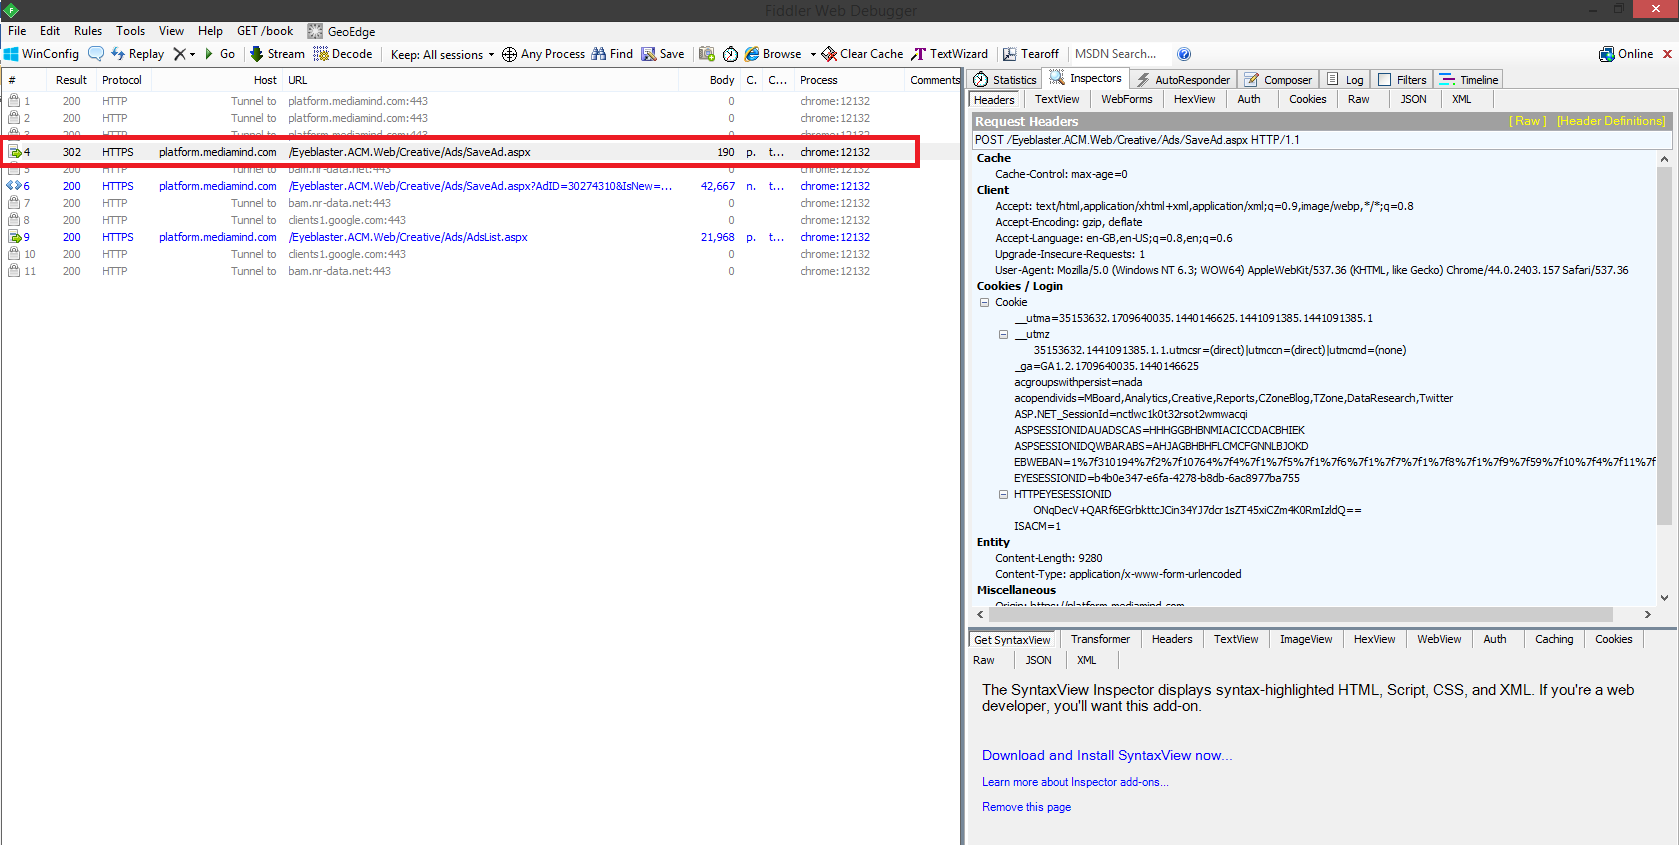 Fiddler Web Debugger
File Edit Rules Tools View Help GET /book GeoEdge
WinConfig Replay Go Stream Decode Keep: All sessions Any Process Find Save Browse Clear Cache TextWizard Tearoff MSDN Search... Online
# Result Protocol Host URL Body C. C... Process Comments
1 200 HTTP Tunnel to platform.mediamind.com:443 0 chrome:12132
2 200 HTTP Tunnel to platform.mediamind.com:443 0 chrome:12132
3 200 HTTP Tunnel to platform.mediamind.com:443 0 chrome:12132
4 302 HTTPS platform.mediamind.com /Eyeblaster.ACM.Web/Creative/Ads/SaveAd.aspx 190 p. t... chrome:12132
5 200 HTTP Tunnel to bam.nr-data.net:443 0 chrome:12132
6 200 HTTPS platform.mediamind.com /Eyeblaster.ACM.Web/Creative/Ads/SaveAd.aspx?AdID=30274310&IsNew=... 42,667 n. t... chrome:12132
7 200 HTTP Tunnel to bam.nr-data.net:443 0 chrome:12132
8 200 HTTP Tunnel to clients1.google.com:443 0 chrome:12132
9 200 HTTPS platform.mediamind.com /Eyeblaster.ACM.Web/Creative/Ads/AdsList.aspx 21,968 p. t... chrome:12132
10 200 HTTP Tunnel to clients1.google.com:443 0 chrome:12132
11 200 HTTP Tunnel to bam.nr-data.net:443 0 chrome:12132
Statistics Inspectors AutoResponder Composer Log Filters Timeline
Headers TextView WebForms HexView Auth Cookies Raw JSON XML
Request Headers [ Raw ] [Header Definitions]
POST /Eyeblaster.ACM.Web/Creative/Ads/SaveAd.aspx HTTP/1.1
Cache
Cache-Control: max-age=0
Client
Accept: text/html,application/xhtml+xml,application/xml;q=0.9,image/webp,*/*;q=0.8
Accept-Encoding: gzip, deflate
Accept-Language: en-GB,en-US;q=0.8,en;q=0.6
Upgrade-Insecure-Requests: 1
User-Agent: Mozilla/5.0 (Windows NT 6.3; WOW64) AppleWebKit/537.36 (KHTML, like Gecko) Chrome/44.0.2403.157 Safari/537.36
Cookies / Login
Cookie
__utma=35153632.1709640035.1440146625.1441091385.1441091385.1
__utmz
35153632.1441091385.1.1.utmcsr=(direct)|utmccn=(direct)|utmcmd=(none)
_ga=GA1.2.1709640035.1440146625
acgroupswithpersist=nada
acopendivids=MBoard,Analytics,Creative,Reports,CZoneBlog,TZone,DataResearch,Twitter
ASP.NET_SessionId=nctlwc1k0t32rsot2wmwacqi
ASPSESSIONIDAUADSCAS=HHHGGBHBNMIACICCDACBHIEK
ASPSESSIONIDQWBARABS=AHJAGBHBHFLCMCFGNNLBJOKD
EBWEBAN=1%7f310194%7f2%7f10764%7f4%7f1%7f5%7f1%7f6%7f1%7f7%7f1%7f8%7f1%7f9%7f59%7f10%7f4%7f11%7f
EYESESSIONID=b4b0e347-e6fa-4278-b8db-6ac8977ba755
HTTPEYESESSIONID
ONqDecV+QARf6EGrbkttcJCin34YJ7dcr1sZT45xiCZm4K0RmIzldQ==
ISACM=1
Entity
Content-Length: 9280
Content-Type: application/x-www-form-urlencoded
Miscellaneous
Origin: https://platform.mediamind.com
Get SyntaxView Transformer Headers TextView ImageView HexView WebView Auth Caching Cookies
Raw JSON XML
The SyntaxView Inspector displays syntax-highlighted HTML, Script, CSS, and XML. If you're a web
developer, you'll want this add-on.
Download and Install SyntaxView now...
Learn more about Inspector add-ons...
Remove this page